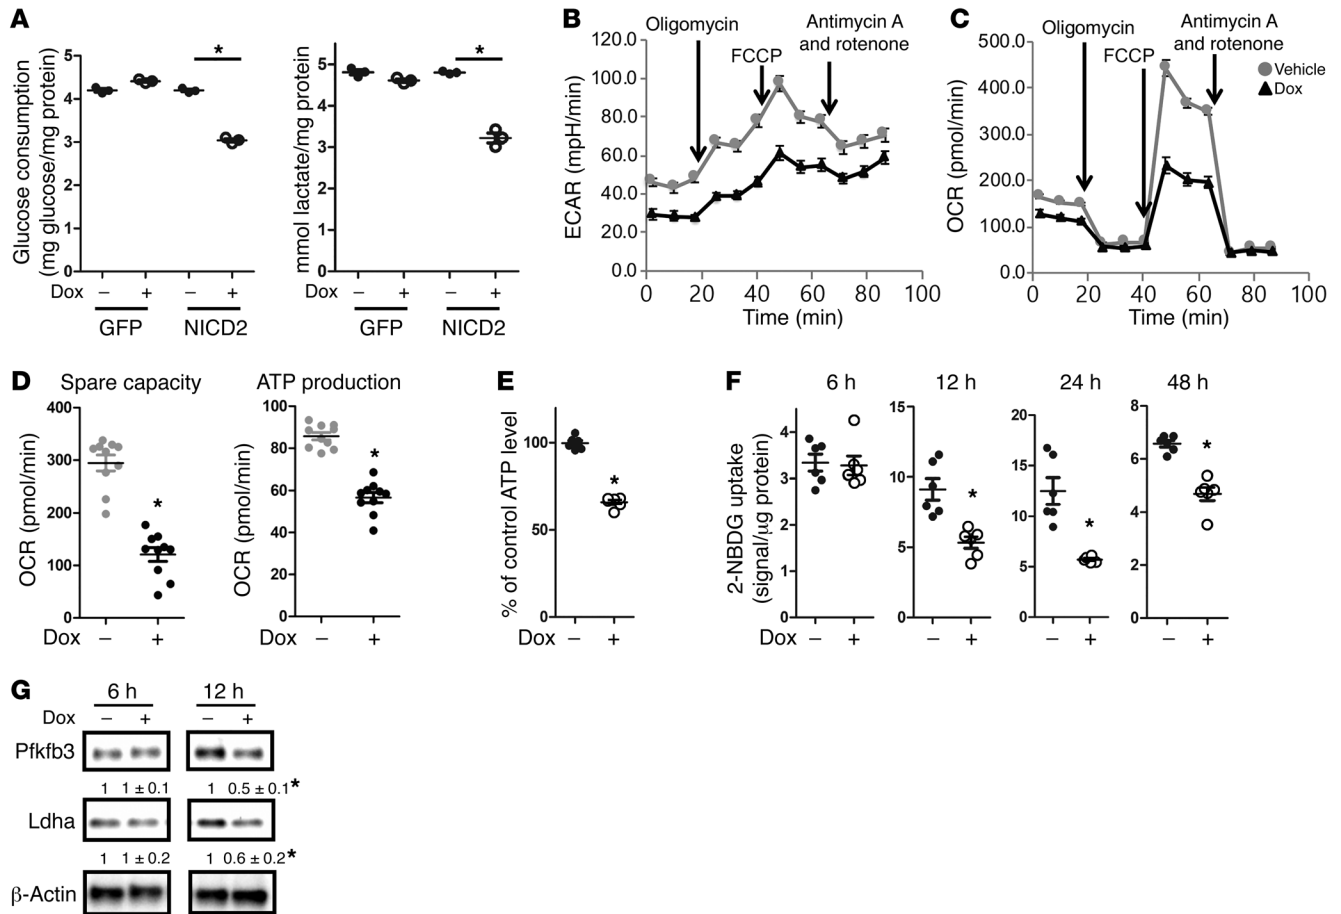 A
Glucose consumption
(mg glucose/mg protein)
5
4
3
2
1
0
*
Dox – + – +
GFP NICD2
mmol lactate/mg protein
5
4
3
2
1
0
*
Dox – + – +
GFP NICD2
B
Oligomycin
FCCP
Antimycin A
and rotenone
ECAR (mpH/min)
120.0
100.0
80.0
60.0
40.0
20.0
0.0
0 20 40 60 80 100
Time (min)
C
Oligomycin
FCCP
Antimycin A
and rotenone
Vehicle
Dox
OCR (pmol/min)
500.0
400.0
300.0
200.0
100.0
0.0
0 20 40 60 80 100
Time (min)
D
Spare capacity
OCR (pmol/min)
400
300
200
100
0
*
Dox – +
ATP production
OCR (pmol/min)
100
80
60
40
20
0
*
– +
E
% of control ATP level
100
50
0
*
Dox – +
F
2-NBDG uptake
(signal/µg protein)
6 h
4
3
2
1
0
Dox – +
12 h
15
10
5
0
*
– +
24 h
20
15
10
5
0
*
– +
48 h
8
6
4
2
0
*
– +
G
6 h 12 h
Dox – + – +
Pfkfb3
1 1 ± 0.1 1 0.5 ± 0.1*
Ldha
1 1 ± 0.2 1 0.6 ± 0.2*
β-Actin